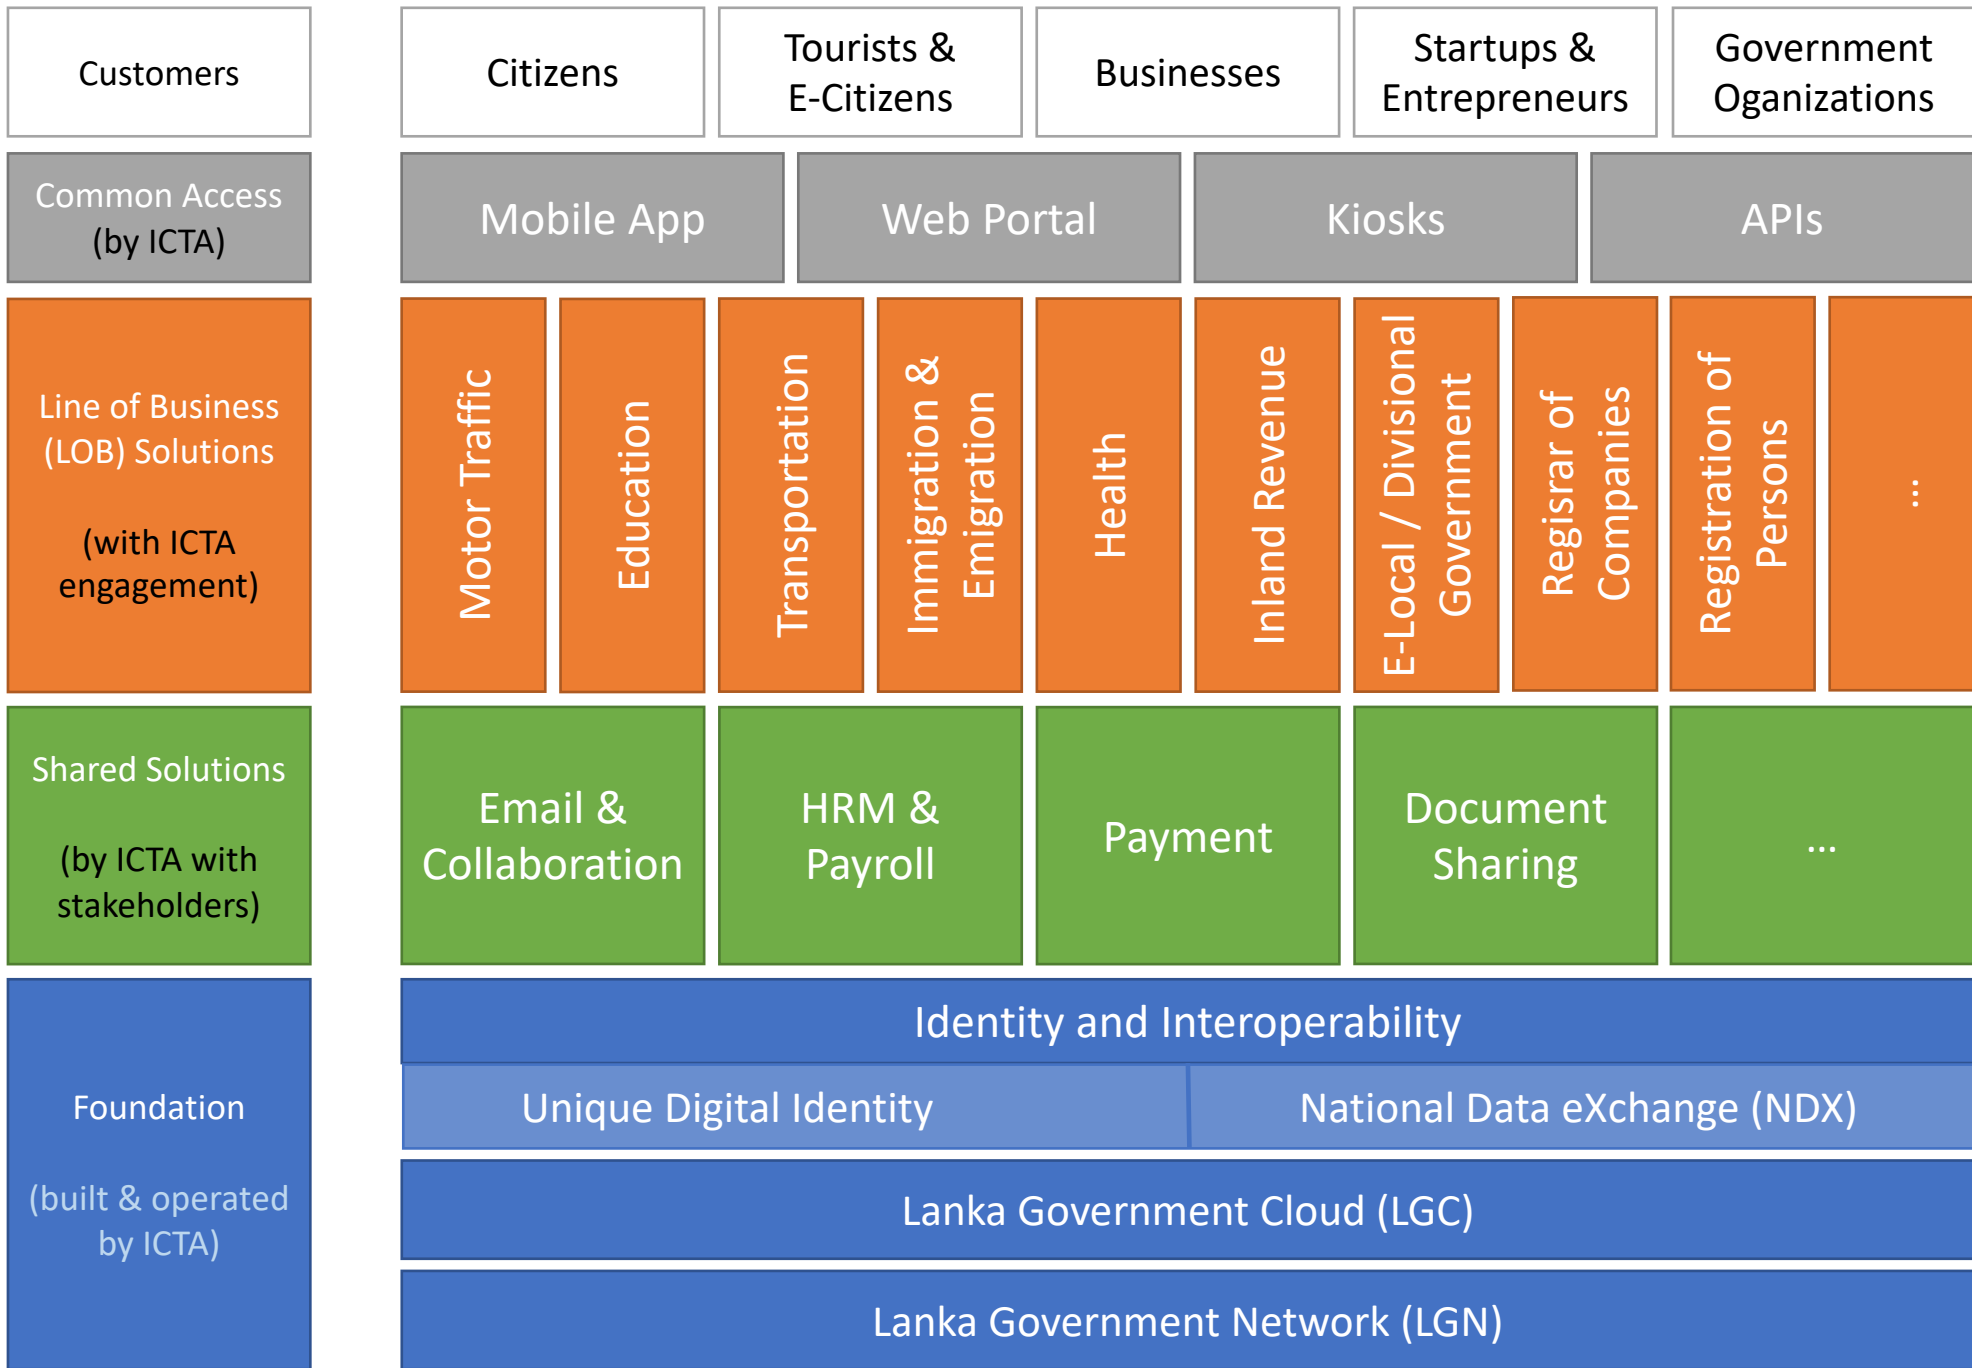 Customers
Citizens
Tourists &
E-Citizens
Businesses
Startups &
Entrepreneurs
Government
Oganizations
Common Access
(by ICTA)
Mobile App
Web Portal
Kiosks
APIs
Line of Business
(LOB) Solutions
(with ICTA
engagement)
Motor Traffic
Education
Transportation
Immigration &
Emigration
Health
Inland Revenue
E-Local / Divisional
Government
Regisrar of
Companies
Registration of
Persons
...
Shared Solutions
(by ICTA with
stakeholders)
Email &
Collaboration
HRM &
Payroll
Payment
Document
Sharing
...
Foundation
(built & operated
by ICTA)
Identity and Interoperability
Unique Digital Identity
National Data eXchange (NDX)
Lanka Government Cloud (LGC)
Lanka Government Network (LGN)